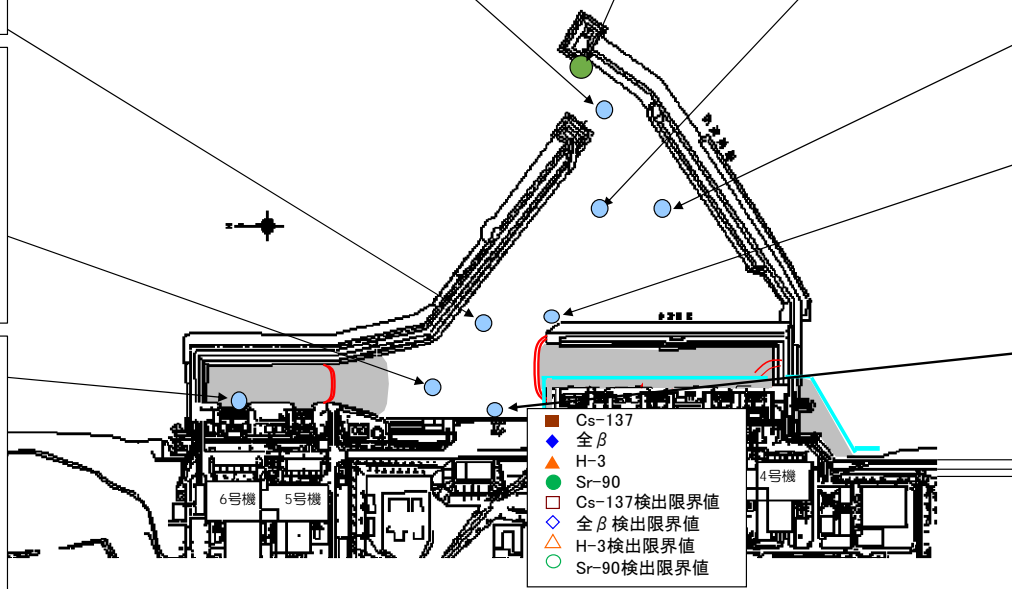 6号機
5号機
4号機
Cs-137
全β
H-3
Sr-90
Cs-137検出限界値
全β検出限界値
H-3検出限界値
Sr-90検出限界値